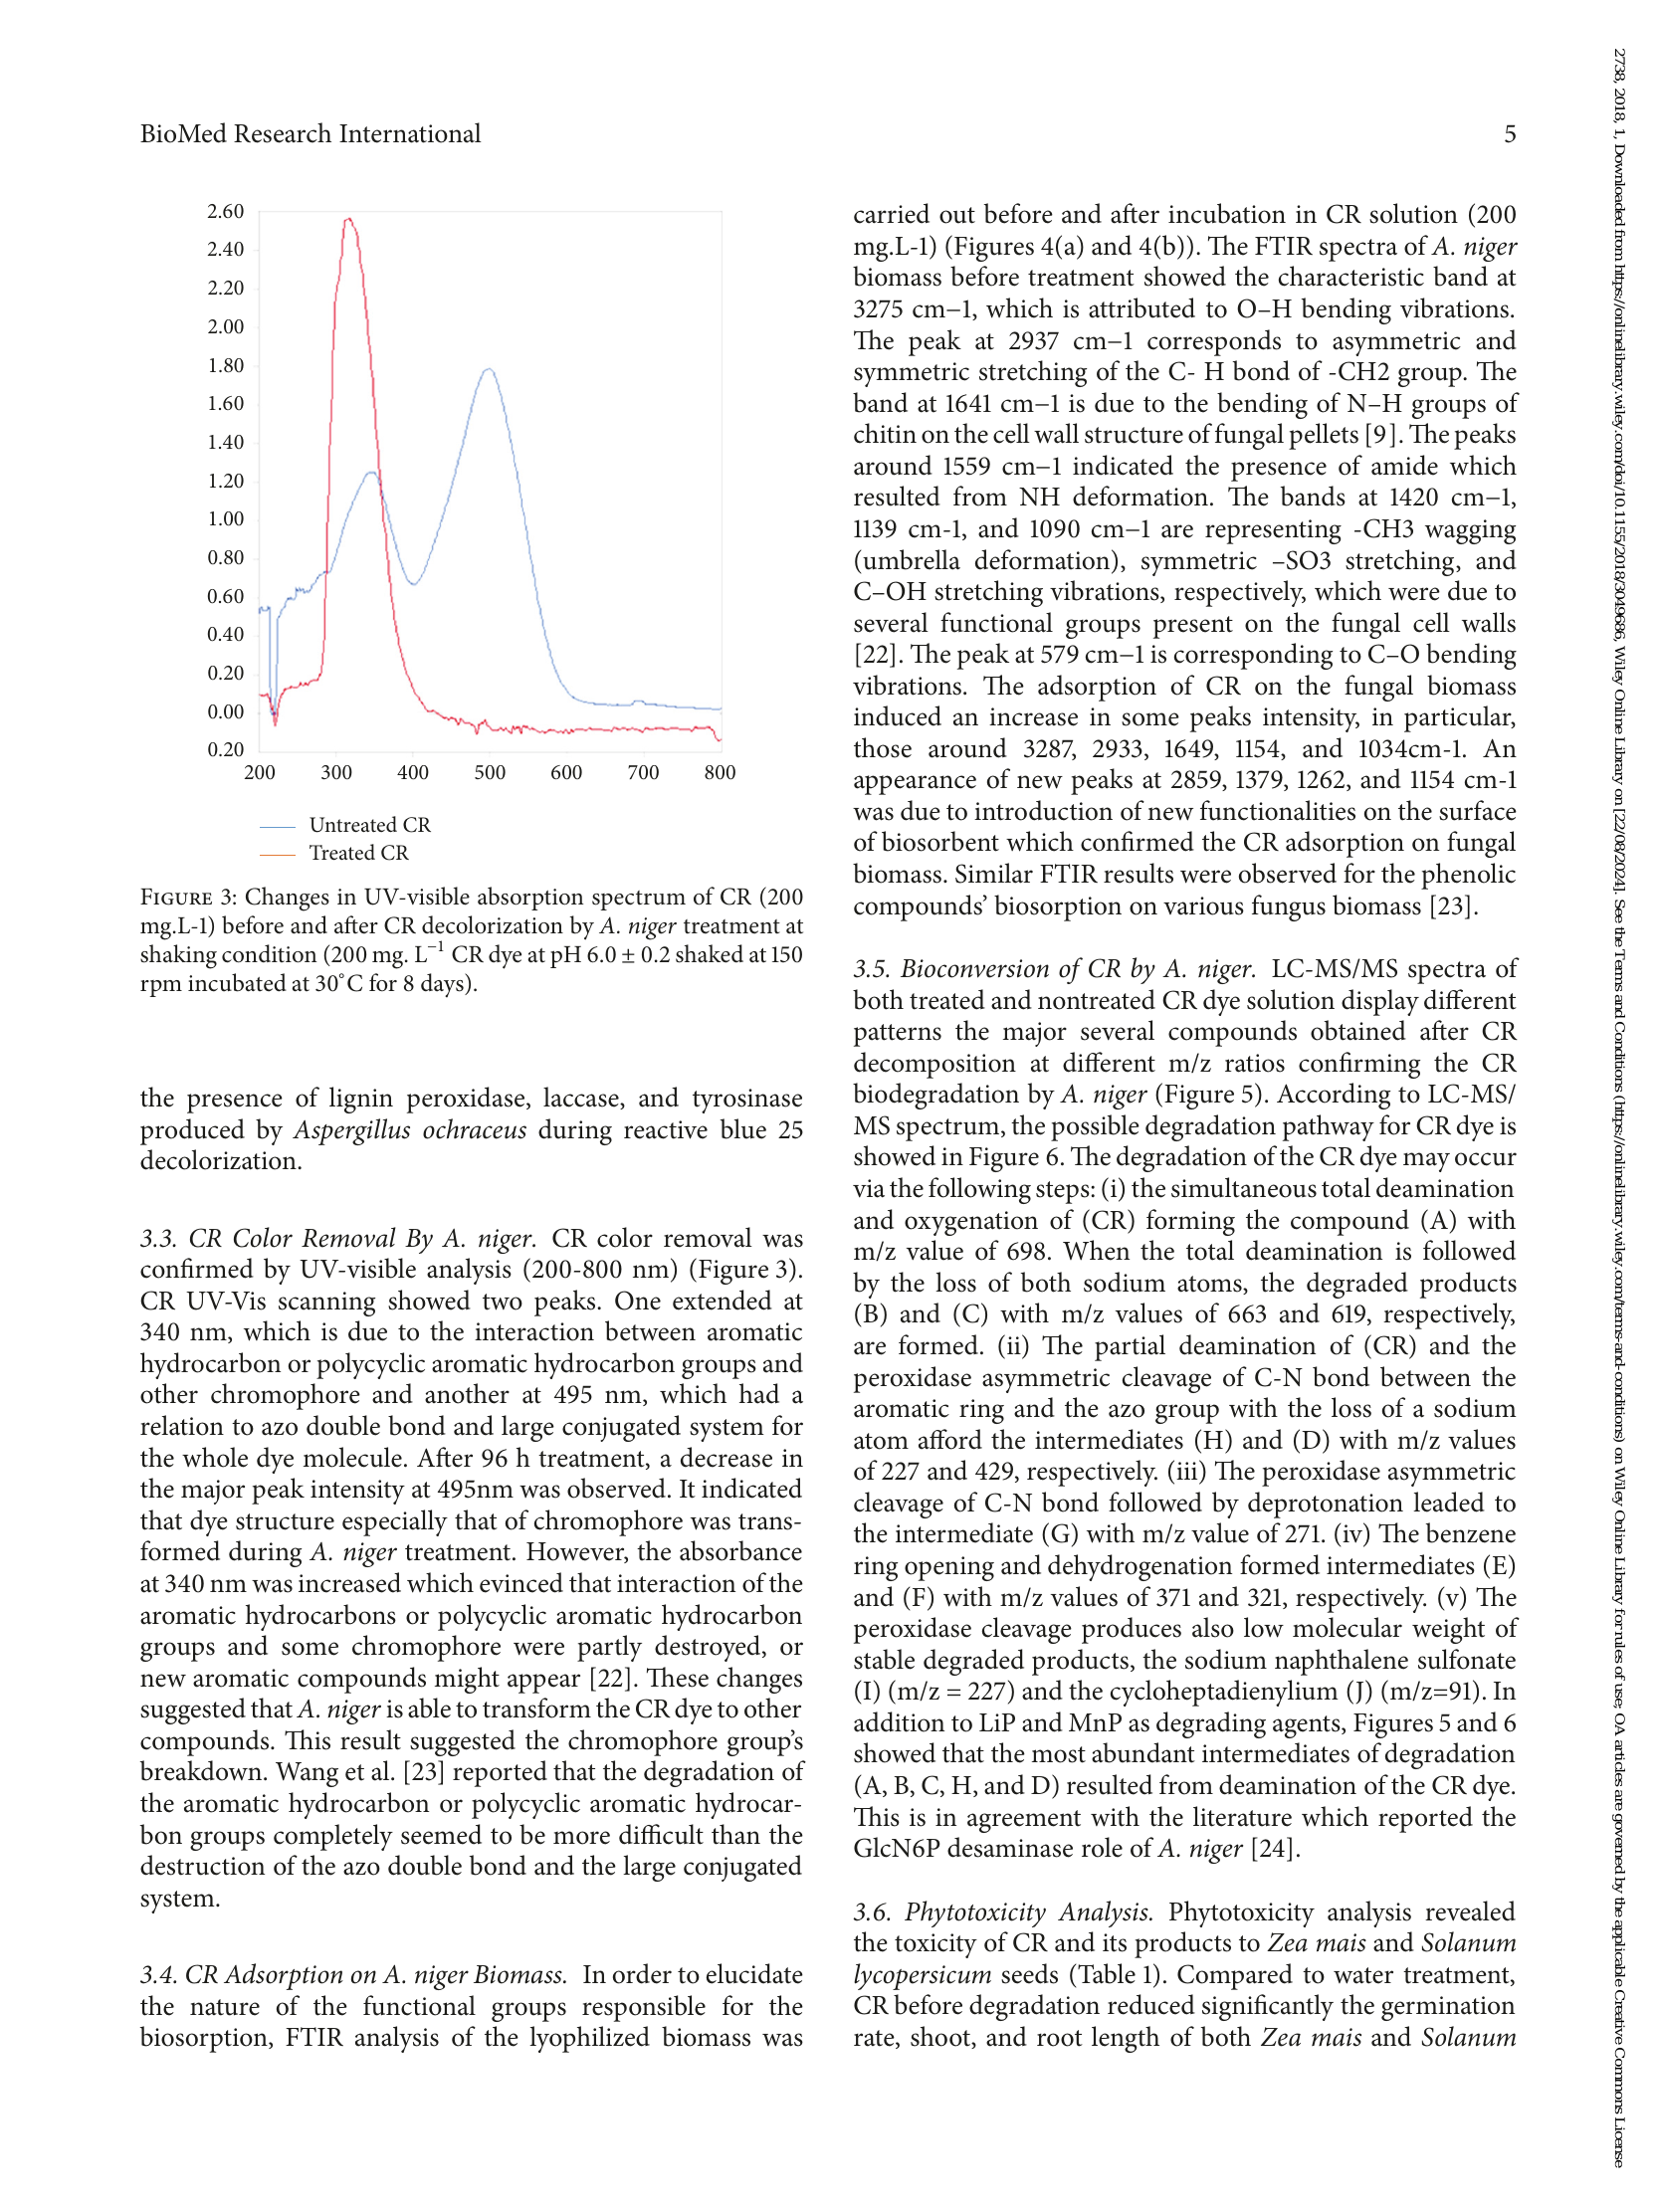 BioMed Research International
5
2.60
2.40
2.20
2.00
1.80
1.60
1.40
1.20
1.00
0.80
0.60
0.40
0.20
0.00
0.20
200 300 400 500 600 700 800
Untreated CR
Treated CR
Figure 3: Changes in UV-visible absorption spectrum of CR (200
mg.L-1) before and after CR decolorization by A. niger treatment at
shaking condition (200 mg. L−1 CR dye at pH 6.0 ± 0.2 shaked at 150
rpm incubated at 30°C for 8 days).
the presence of lignin peroxidase, laccase, and tyrosinase
produced by Aspergillus ochraceus during reactive blue 25
decolorization.
3.3. CR Color Removal By A. niger. CR color removal was
confirmed by UV-visible analysis (200-800 nm) (Figure 3).
CR UV-Vis scanning showed two peaks. One extended at
340 nm, which is due to the interaction between aromatic
hydrocarbon or polycyclic aromatic hydrocarbon groups and
other chromophore and another at 495 nm, which had a
relation to azo double bond and large conjugated system for
the whole dye molecule. After 96 h treatment, a decrease in
the major peak intensity at 495nm was observed. It indicated
that dye structure especially that of chromophore was trans-
formed during A. niger treatment. However, the absorbance
at 340 nm was increased which evinced that interaction of the
aromatic hydrocarbons or polycyclic aromatic hydrocarbon
groups and some chromophore were partly destroyed, or
new aromatic compounds might appear [22]. These changes
suggested that A. niger is able to transform the CR dye to other
compounds. This result suggested the chromophore group's
breakdown. Wang et al. [23] reported that the degradation of
the aromatic hydrocarbon or polycyclic aromatic hydrocar-
bon groups completely seemed to be more difficult than the
destruction of the azo double bond and the large conjugated
system.
3.4. CR Adsorption on A. niger Biomass. In order to elucidate
the nature of the functional groups responsible for the
biosorption, FTIR analysis of the lyophilized biomass was
carried out before and after incubation in CR solution (200
mg.L-1) (Figures 4(a) and 4(b)). The FTIR spectra of A. niger
biomass before treatment showed the characteristic band at
3275 cm−1, which is attributed to O–H bending vibrations.
The peak at 2937 cm−1 corresponds to asymmetric and
symmetric stretching of the C- H bond of -CH2 group. The
band at 1641 cm−1 is due to the bending of N–H groups of
chitin on the cell wall structure of fungal pellets [9]. The peaks
around 1559 cm−1 indicated the presence of amide which
resulted from NH deformation. The bands at 1420 cm−1,
1139 cm-1, and 1090 cm−1 are representing -CH3 wagging
(umbrella deformation), symmetric –SO3 stretching, and
C–OH stretching vibrations, respectively, which were due to
several functional groups present on the fungal cell walls
[22]. The peak at 579 cm−1 is corresponding to C–O bending
vibrations. The adsorption of CR on the fungal biomass
induced an increase in some peaks intensity, in particular,
those around 3287, 2933, 1649, 1154, and 1034cm-1. An
appearance of new peaks at 2859, 1379, 1262, and 1154 cm-1
was due to introduction of new functionalities on the surface
of biosorbent which confirmed the CR adsorption on fungal
biomass. Similar FTIR results were observed for the phenolic
compounds' biosorption on various fungus biomass [23].
3.5. Bioconversion of CR by A. niger. LC-MS/MS spectra of
both treated and nontreated CR dye solution display different
patterns the major several compounds obtained after CR
decomposition at different m/z ratios confirming the CR
biodegradation by A. niger (Figure 5). According to LC-MS/
MS spectrum, the possible degradation pathway for CR dye is
showed in Figure 6. The degradation of the CR dye may occur
via the following steps: (i) the simultaneous total deamination
and oxygenation of (CR) forming the compound (A) with
m/z value of 698. When the total deamination is followed
by the loss of both sodium atoms, the degraded products
(B) and (C) with m/z values of 663 and 619, respectively,
are formed. (ii) The partial deamination of (CR) and the
peroxidase asymmetric cleavage of C-N bond between the
aromatic ring and the azo group with the loss of a sodium
atom afford the intermediates (H) and (D) with m/z values
of 227 and 429, respectively. (iii) The peroxidase asymmetric
cleavage of C-N bond followed by deprotonation leaded to
the intermediate (G) with m/z value of 271. (iv) The benzene
ring opening and dehydrogenation formed intermediates (E)
and (F) with m/z values of 371 and 321, respectively. (v) The
peroxidase cleavage produces also low molecular weight of
stable degraded products, the sodium naphthalene sulfonate
(I) (m/z = 227) and the cycloheptadienylium (J) (m/z=91). In
addition to LiP and MnP as degrading agents, Figures 5 and 6
showed that the most abundant intermediates of degradation
(A, B, C, H, and D) resulted from deamination of the CR dye.
This is in agreement with the literature which reported the
GlcN6P desaminase role of A. niger [24].
3.6. Phytotoxicity Analysis. Phytotoxicity analysis revealed
the toxicity of CR and its products to Zea mais and Solanum
lycopersicum seeds (Table 1). Compared to water treatment,
CR before degradation reduced significantly the germination
rate, shoot, and root length of both Zea mais and Solanum
2738, 2018, 1, Downloaded from https://onlinelibrary.wiley.com/doi/10.1155/2018/3049686, Wiley Online Library on [22/08/2024]. See the Terms and Conditions (https://onlinelibrary.wiley.com/terms-and-conditions) on Wiley Online Library for rules of use; OA articles are governed by the applicable Creative Commons License